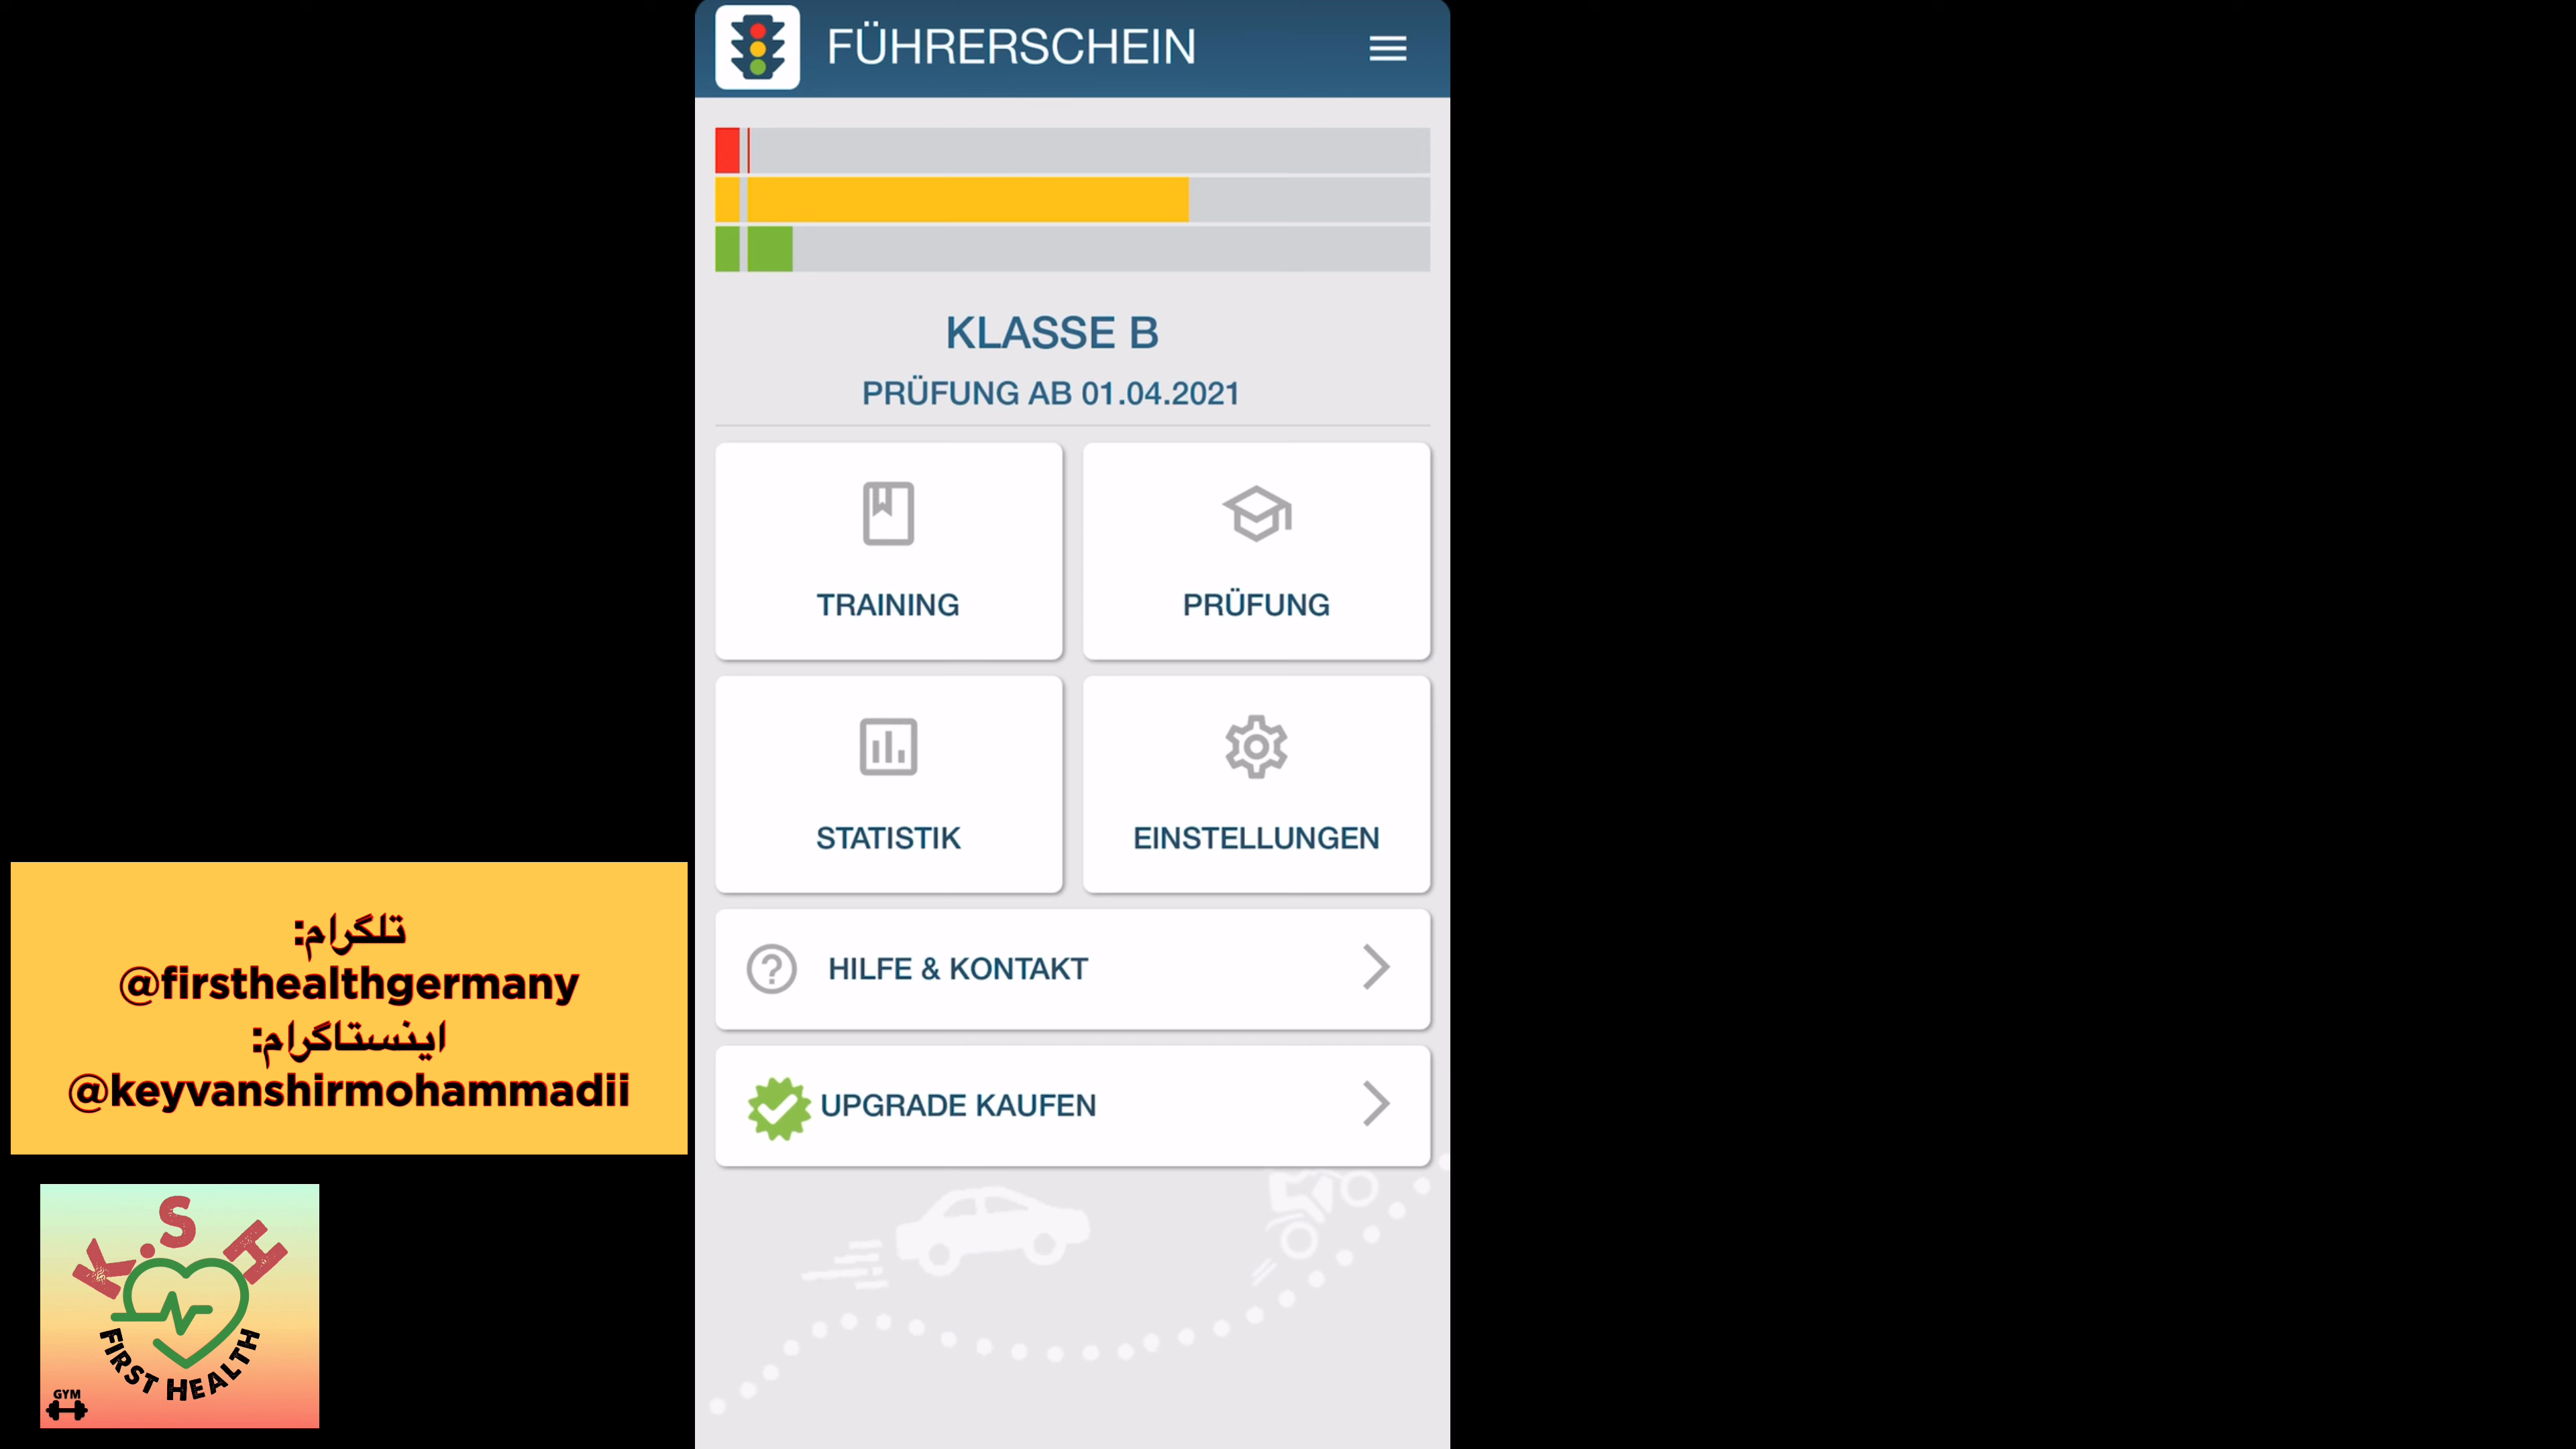 FÜHRERSCHEIN
KLASSE B
PRÜFUNG AB 01.04.2021
TRAINING
PRÜFUNG
STATISTIK
EINSTELLUNGEN
HILFE & KONTAKT
UPGRADE KAUFEN
تلگرام:
@firsthealthgermany
اینستاگرام:
@keyvanshirmohammadii
K.SH
FIRST HEALTH
GYM